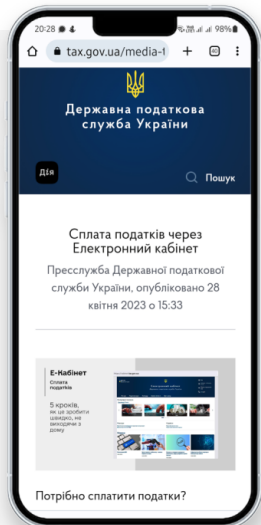 20:28
98%
tax.gov.ua/media-1
Державна податкова
служба України
Дія
Пошук
Сплата податків через
Електронний кабінет
Пресслужба Державної податкової
служби України, опубліковано 28
квітня 2023 о 15:33
Е-Кабінет
Сплата
податків
5 кроків,
як це зробити
швидко, не
виходячи з
дому
Потрібно сплатити податки?